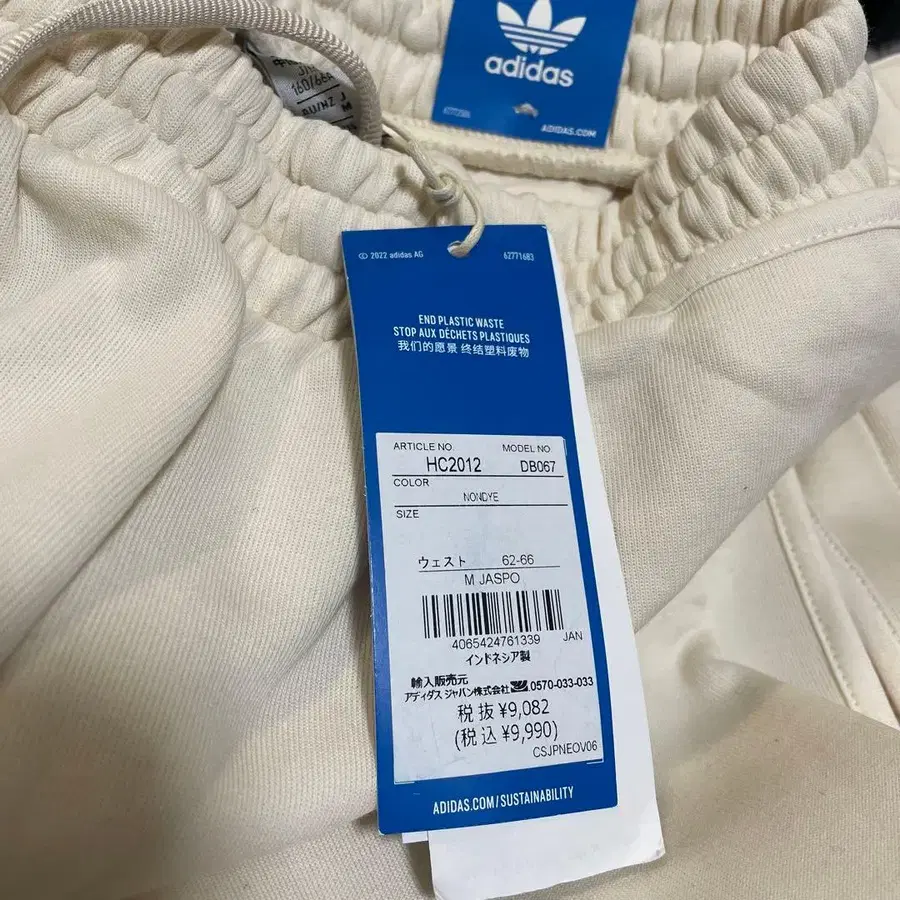 160/66A
adidas
ADIDAS.COM
© 2022 adidas AG 62771683
END PLASTIC WASTE
STOP AUX DÉCHETS PLASTIQUES
我们的愿景 终结塑料废物
ARTICLE NO. MODEL NO.
HC2012 DB067
COLOR
NONDYE
SIZE
ウェスト 62-66
M JASPO
4065424761339 JAN
インドネシア製
輸入販売元
アディダス ジャパン株式会社 0570-033-033
税 抜 ¥9,082
(税 込 ¥9,990)
CSJPNEOV06
ADIDAS.COM/SUSTAINABILITY